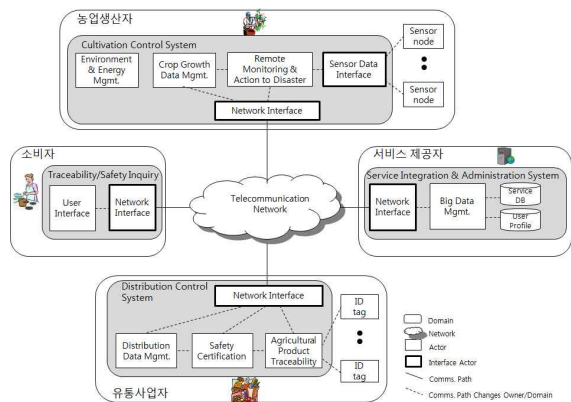 농업생산자
Cultivation Control System
Environment
& Energy
Mgmt.
Crop Growth
Data Mgmt.
Remote
Monitoring &
Action to Disaster
Sensor Data
Interface
Network Interface
Sensor
node
Sensor
node
소비자
Traceability/Safety Inquiry
User
Interface
Network
Interface
Telecommunication
Network
서비스 제공자
Service Integration & Administration System
Network
Interface
Big Data
Mgmt.
Service
DB
User
Profile
Distribution Control
System
Network Interface
Distribution
Data Mgmt.
Safety
Certification
Agricultural
Product
Traceability
ID
tag
ID
tag
유통사업자
Domain
Network
Actor
Interface Actor
Comms. Path
Comms. Path Changes Owner/Domain